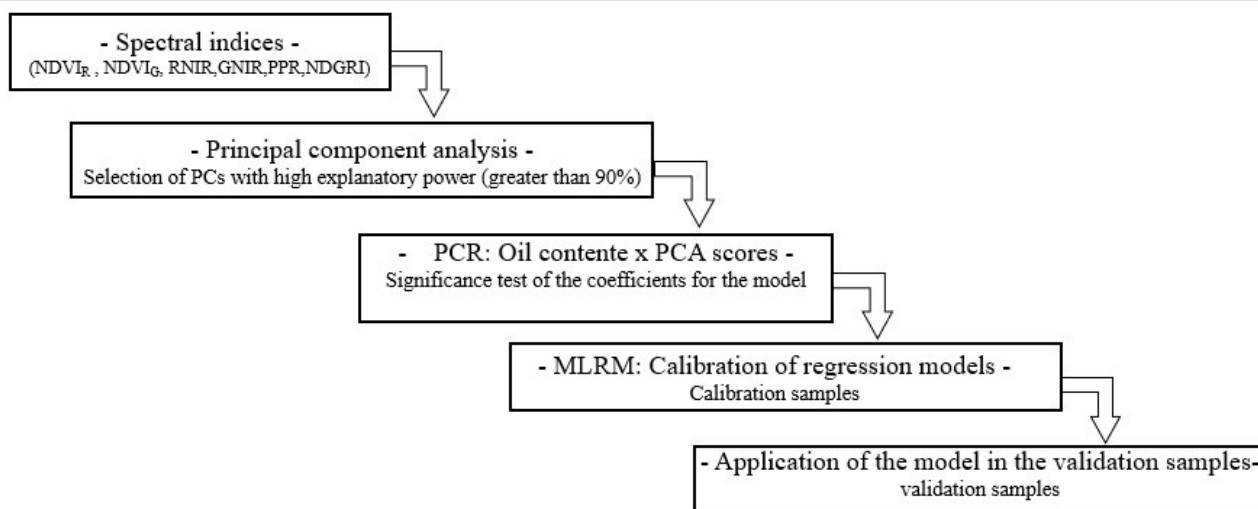 - Spectral indices -
(NDVIR , NDVIG, RNIR,GNIR,PPR,NDGRI)
- Principal component analysis -
Selection of PCs with high explanatory power (greater than 90%)
- PCR: Oil contente x PCA scores -
Significance test of the coefficients for the model
- MLRM: Calibration of regression models -
Calibration samples
- Application of the model in the validation samples-
validation samples